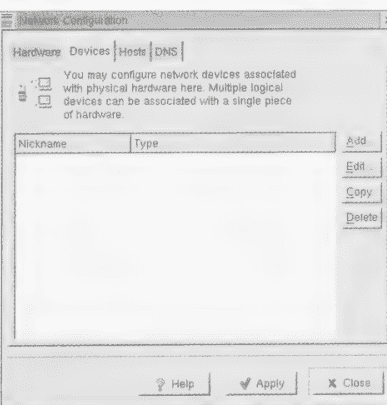 Network Configuration
Hardware Devices Hosts DNS
You may configure network devices associated
with physical hardware here. Multiple logical
devices can be associated with a single piece
of hardware.
Nickname Type
Add...
Edit...
Copy
Delete
Help Apply Close